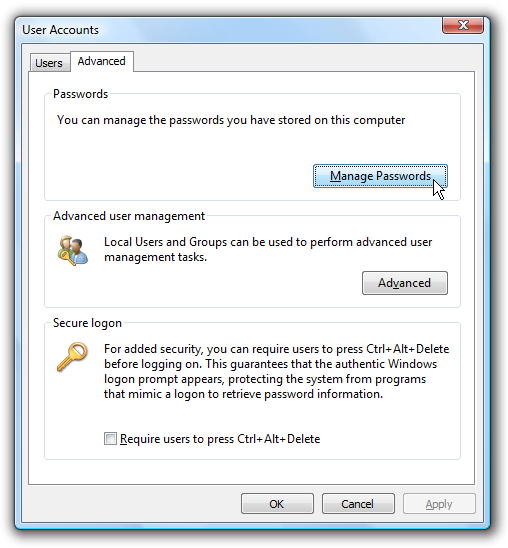 User Accounts
Users
Advanced
Passwords
You can manage the passwords you have stored on this computer
Manage Passwords
Advanced user management
Local Users and Groups can be used to perform advanced user
management tasks.
Advanced
Secure logon
For added security, you can require users to press Ctrl+Alt+Delete
before logging on. This guarantees that the authentic Windows
logon prompt appears, protecting the system from programs
that mimic a logon to retrieve password information.
Require users to press Ctrl+Alt+Delete
OK
Cancel
Apply